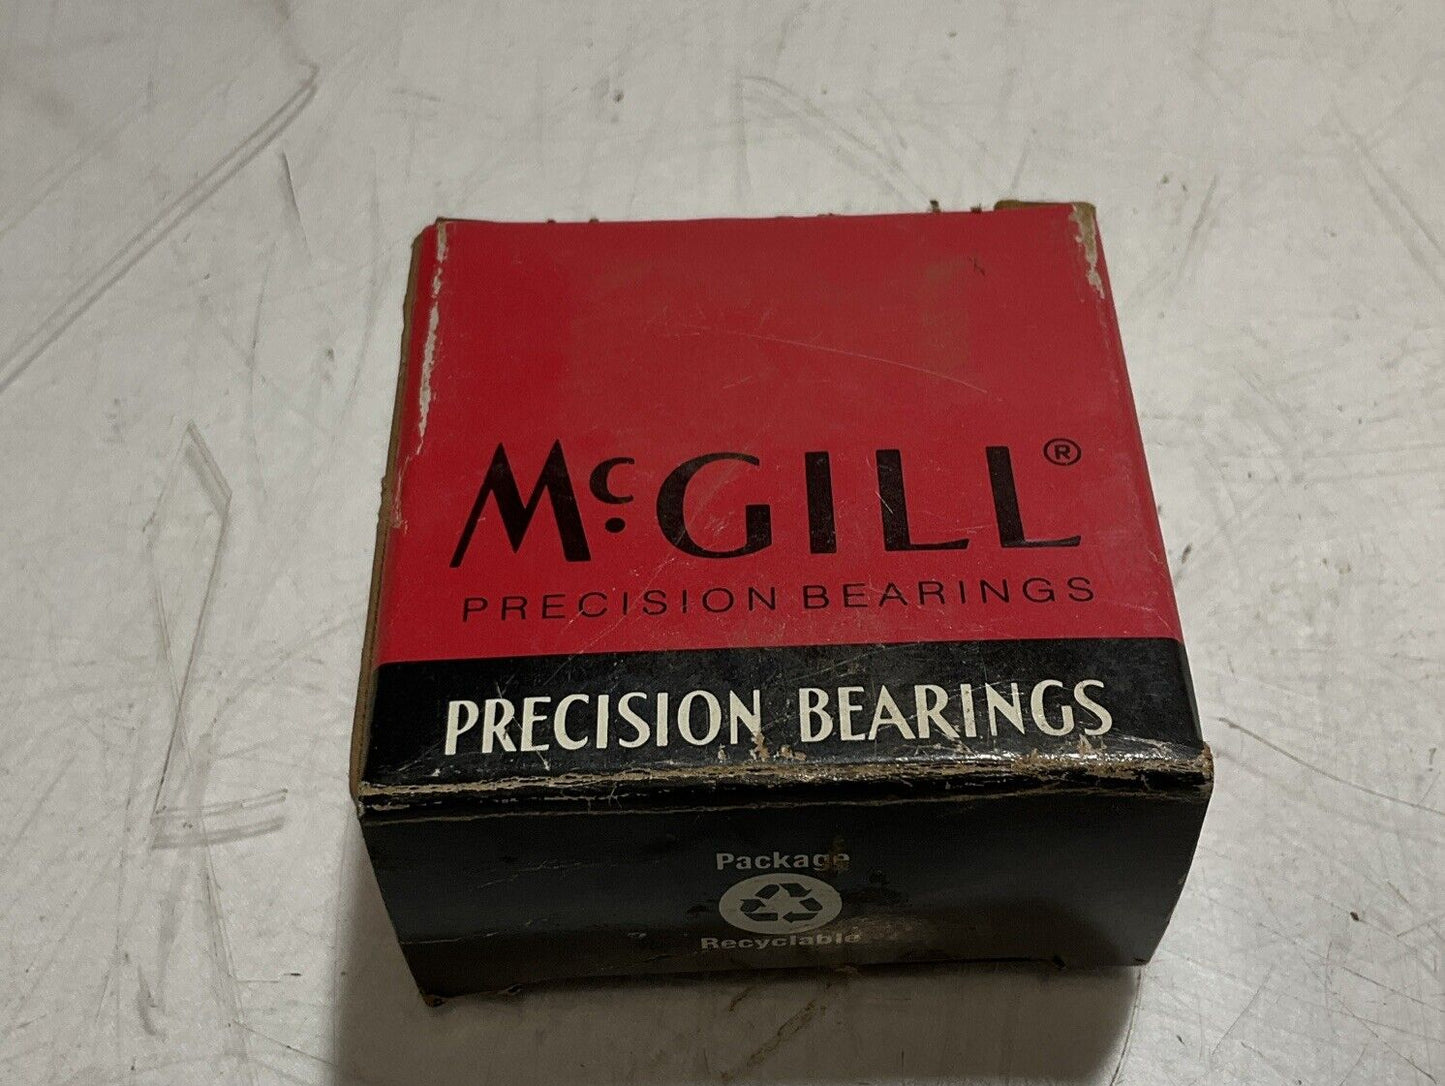 McGILL®
PRECISION BEARINGS
PRECISION BEARINGS
Package
Recyclable